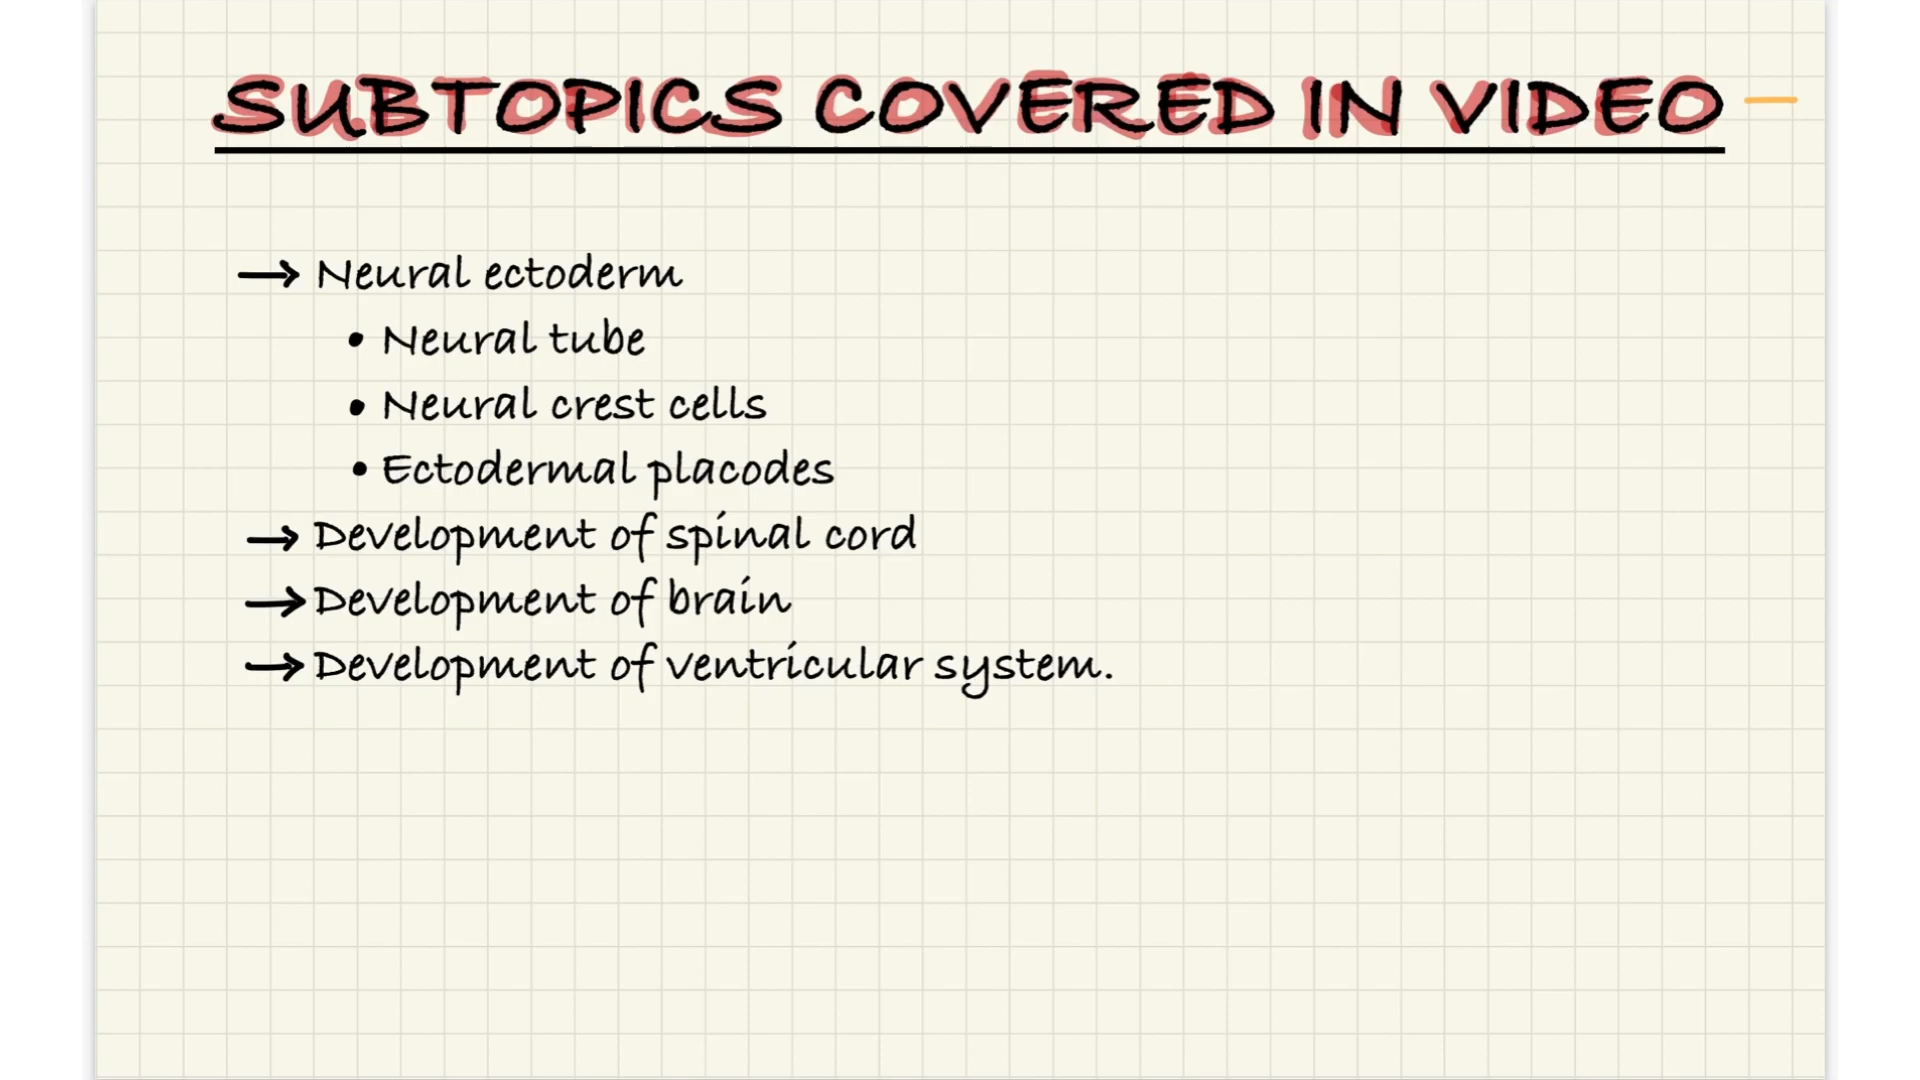 SUBTOPICS COVERED IN VIDEO
→ Neural ectoderm
• Neural tube
• Neural crest cells
• Ectodermal placodes
→ Development of spinal cord
→ Development of brain
→ Development of ventricular system.